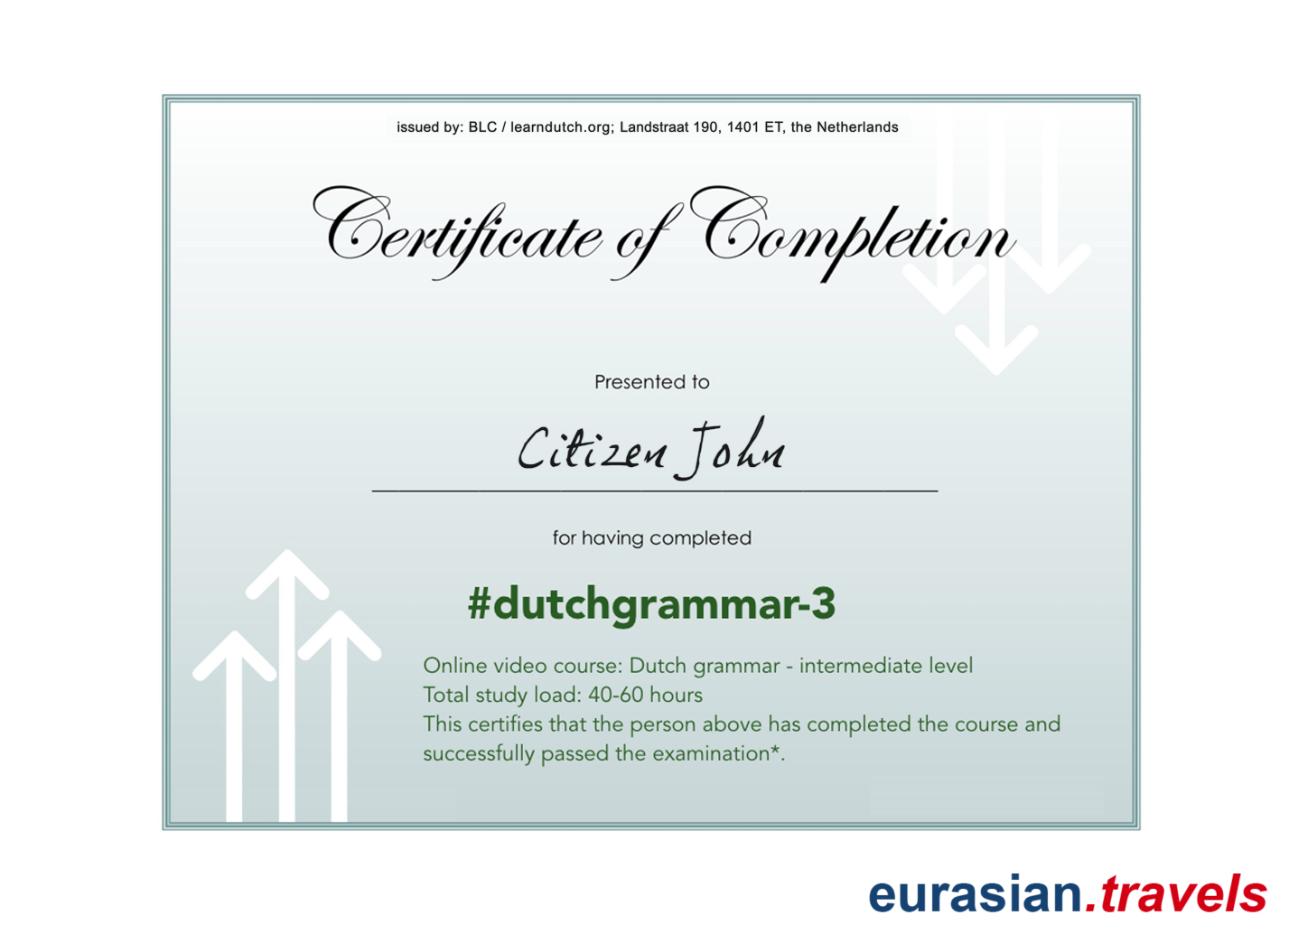 issued by: BLC / learndutch.org; Landstraat 190, 1401 ET, the Netherlands
Certificate of Completion
Presented to
Citizen John
for having completed
#dutchgrammar-3
Online video course: Dutch grammar - intermediate level
Total study load: 40-60 hours
This certifies that the person above has completed the course and
successfully passed the examination*.
eurasian.travels